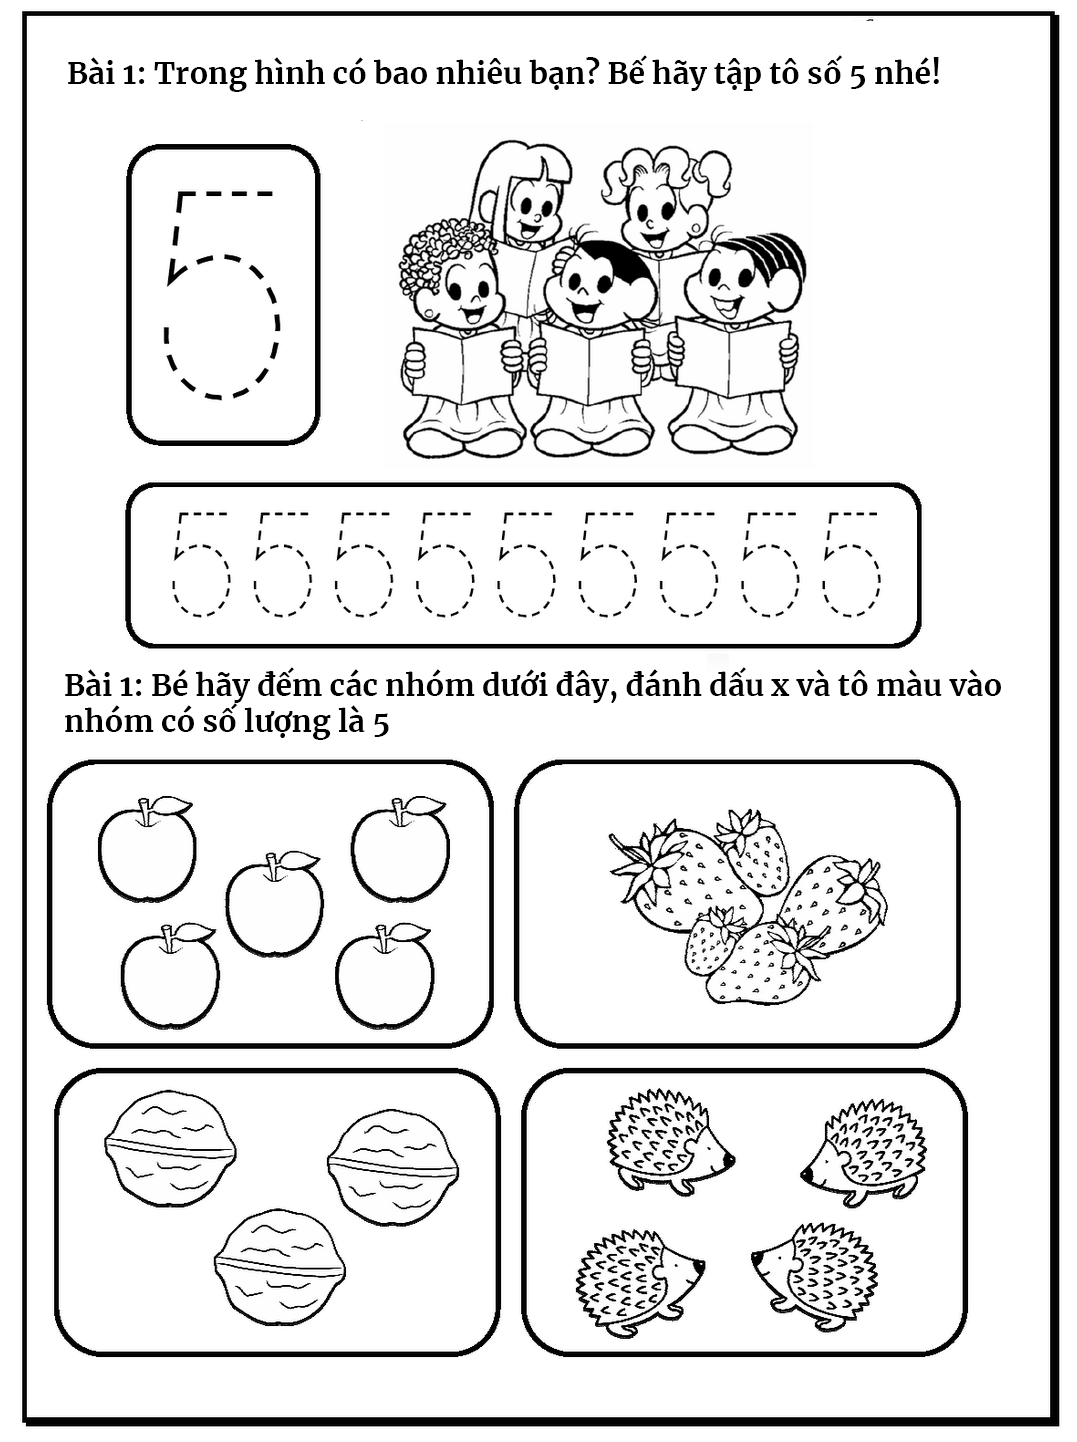 Bài 1: Trong hình có bao nhiêu bạn? Bế hãy tập tô số 5 nhé!
5
5 5 5 5 5 5 5 5 5
Bài 1: Bé hãy đếm các nhóm dưới đây, đánh dấu x và tô màu vào
nhóm có số lượng là 5